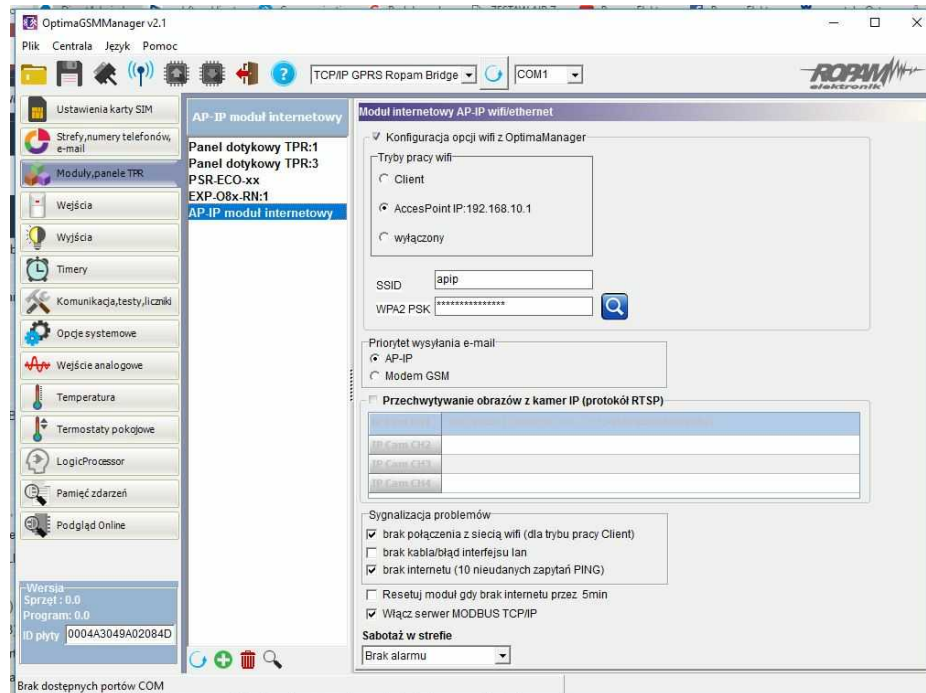 OptimaGSMManager v2.1
Plik Centrala Język Pomoc
TCP/IP GPRS Ropam Bridge
COM1
ROPAM
elektronik
Ustawienia karty SIM
Strefy,numery telefonów,
e-mail
Moduły,panele TPR
Wejścia
Wyjścia
Timery
Komunikacja,testy,liczniki
Opcje systemowe
Wejście analogowe
Temperatura
Termostaty pokojowe
LogicProcessor
Pamięć zdarzeń
Podgląd Online
Wersja
Sprzęt : 0.0
Program: 0.0
ID płyty 0004A3049A02084D
Brak dostępnych portów COM
AP-IP moduł internetowy
Panel dotykowy TPR:1
Panel dotykowy TPR:3
PSR-ECO-xx
EXP-O8x-RN:1
AP-IP moduł internetowy
Moduł internetowy AP-IP wifi/ethernet
Konfiguracja opcji wifi z OptimaManager
Tryby pracy wifi
Client
AccesPoint IP:192.168.10.1
wyłączony
SSID apip
WPA2 PSK ***************
Priorytet wysyłania e-mail
AP-IP
Modem GSM
Przechwytywanie obrazów z kamer IP (protokół RTSP)
IP Cam CH2
IP Cam CH3
IP Cam CH4
Sygnalizacja problemów
brak połączenia z siecią wifi (dla trybu pracy Client)
brak kabla/błąd interfejsu lan
brak internetu (10 nieudanych zapytań PING)
Resetuj moduł gdy brak internetu przez 5min
Włącz serwer MODBUS TCP/IP
Sabotaż w strefie
Brak alarmu